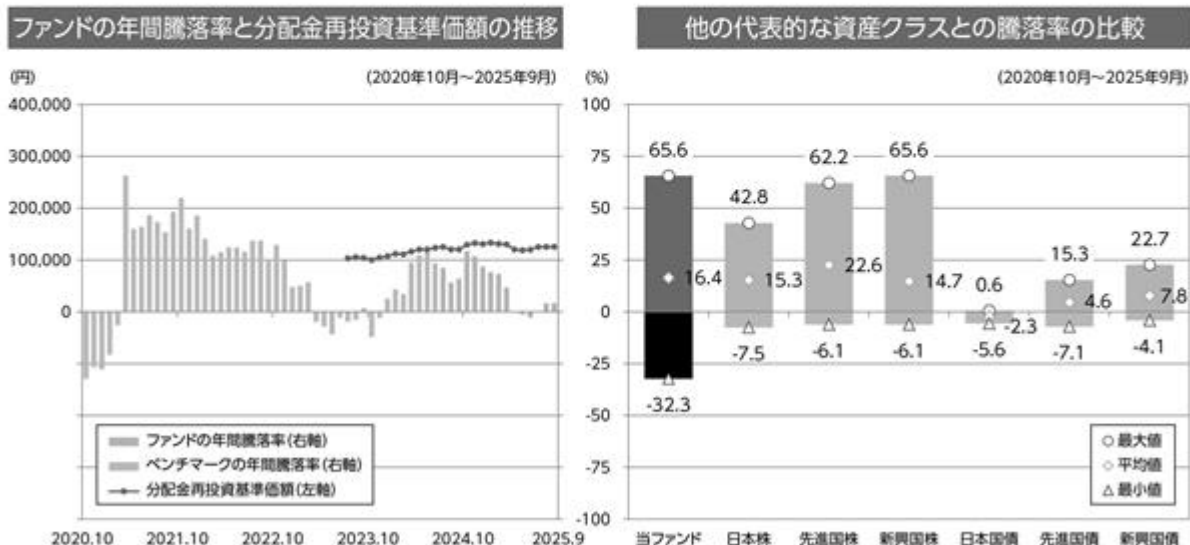 ファンドの年間騰落率と分配金再投資基準価額の推移
(円)
(2020年10月～2025年9月)
400,000
300,000
200,000
100,000
0
ファンドの年間騰落率(右軸)
ベンチマークの年間騰落率(右軸)
分配金再投資基準価額(左軸)
2020.10 2021.10 2022.10 2023.10 2024.10 2025.9
他の代表的な資産クラスとの騰落率の比較
(%)
(2020年10月～2025年9月)
100
75
50
25
0
-25
-50
-75
-100
65.6 42.8 62.2 65.6 0.6 15.3 22.7
16.4 15.3 22.6 14.7 -2.3 4.6 7.8
-32.3 -7.5 -6.1 -6.1 -5.6 -7.1 -4.1
最大値
平均値
最小値
当ファンド 日本株 先進国株 新興国株 日本国債 先進国債 新興国債